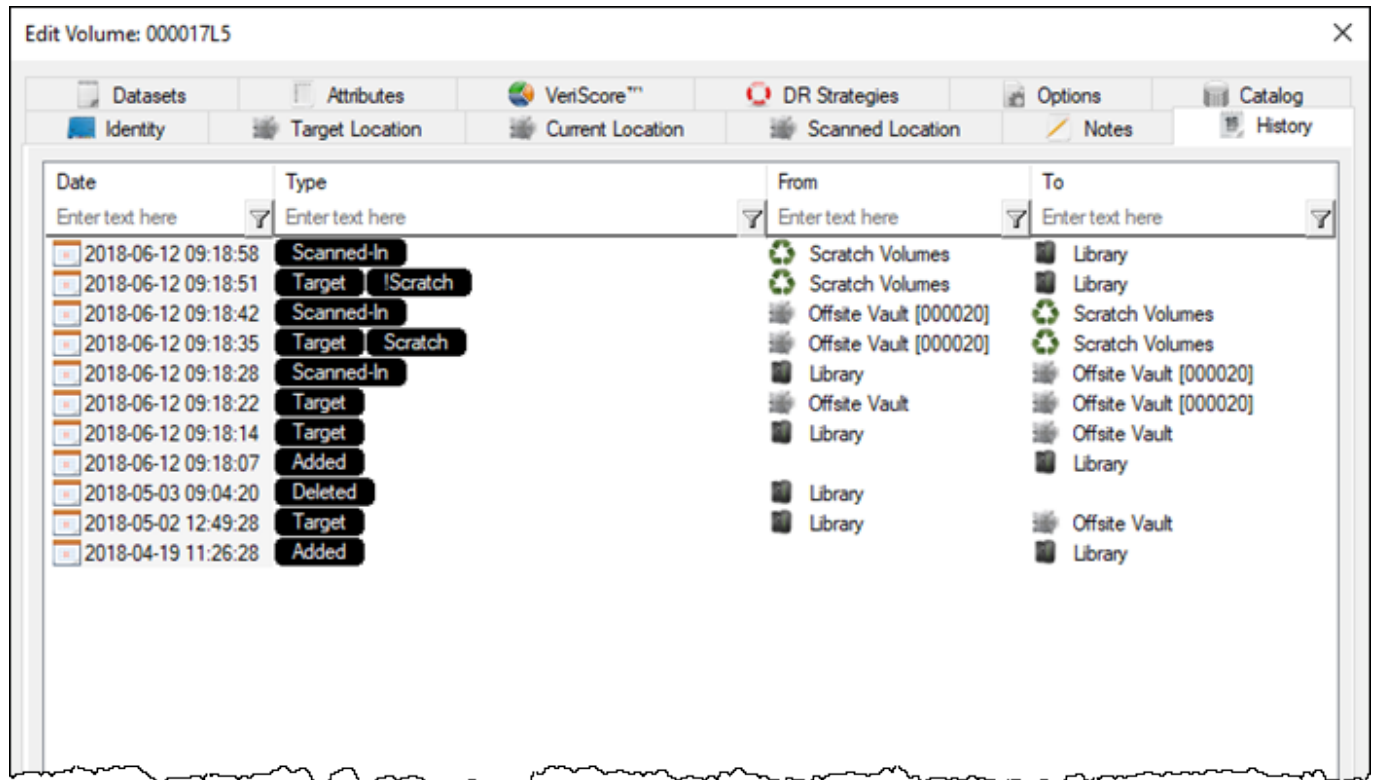 Edit Volume: 000017L5
Datasets Attributes VeriScore™ DR Strategies Options Catalog
Identity Target Location Current Location Scanned Location Notes History
Date Type From To
Enter text here Enter text here Enter text here Enter text here
2018-06-12 09:18:58 Scanned-In Scratch Volumes Library
2018-06-12 09:18:51 Target !Scratch Scratch Volumes Library
2018-06-12 09:18:42 Scanned-In Offsite Vault [000020] Scratch Volumes
2018-06-12 09:18:35 Target Scratch Offsite Vault [000020] Scratch Volumes
2018-06-12 09:18:28 Scanned-In Library Offsite Vault [000020]
2018-06-12 09:18:22 Target Offsite Vault Offsite Vault [000020]
2018-06-12 09:18:14 Target Library Offsite Vault
2018-06-12 09:18:07 Added Library
2018-05-03 09:04:20 Deleted Library
2018-05-02 12:49:28 Target Library Offsite Vault
2018-04-19 11:26:28 Added Library